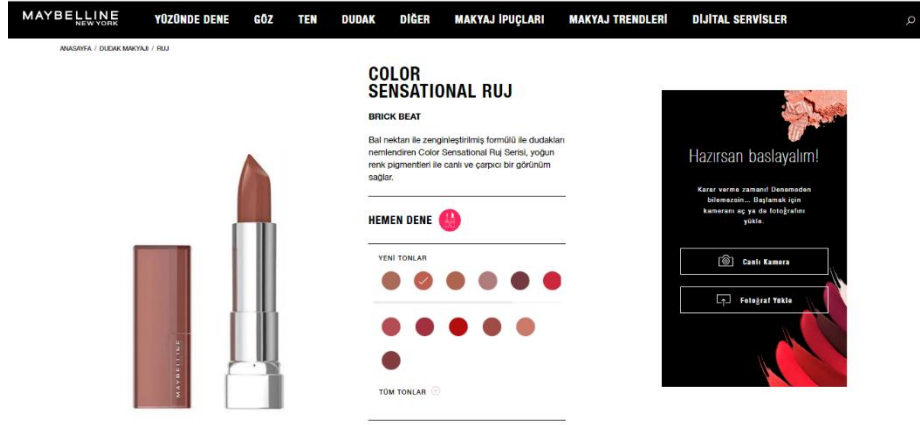 MAYBELLINE
NEW YORK
YÜZÜNDE DENE GÖZ TEN DUDAK DİĞER MAKYAJ İPUÇLARI MAKYAJ TRENDLERİ DİJİTAL SERVİSLER
ANASAYFA / DUDAK MAKYAJI / RUJ
COLOR
SENSATIONAL RUJ
BRICK BEAT
Bal nektarı ile zenginleştirilmiş formülü ile dudakları
nemlendiren Color Sensational Ruj Serisi, yoğun
renk pigmentleri ile canlı ve çarpıcı bir görünüm
sağlar.
HEMEN DENE
YENİ TONLAR
TÜM TONLAR
MAYBELLINE
Hazırsan başlayalım!
Karar verme zamanı! Denemeden
bilemezsin... Başlamak için
kameranı aç ya da fotoğrafını
yükle.
Canlı Kamera
Fotoğraf Yükle